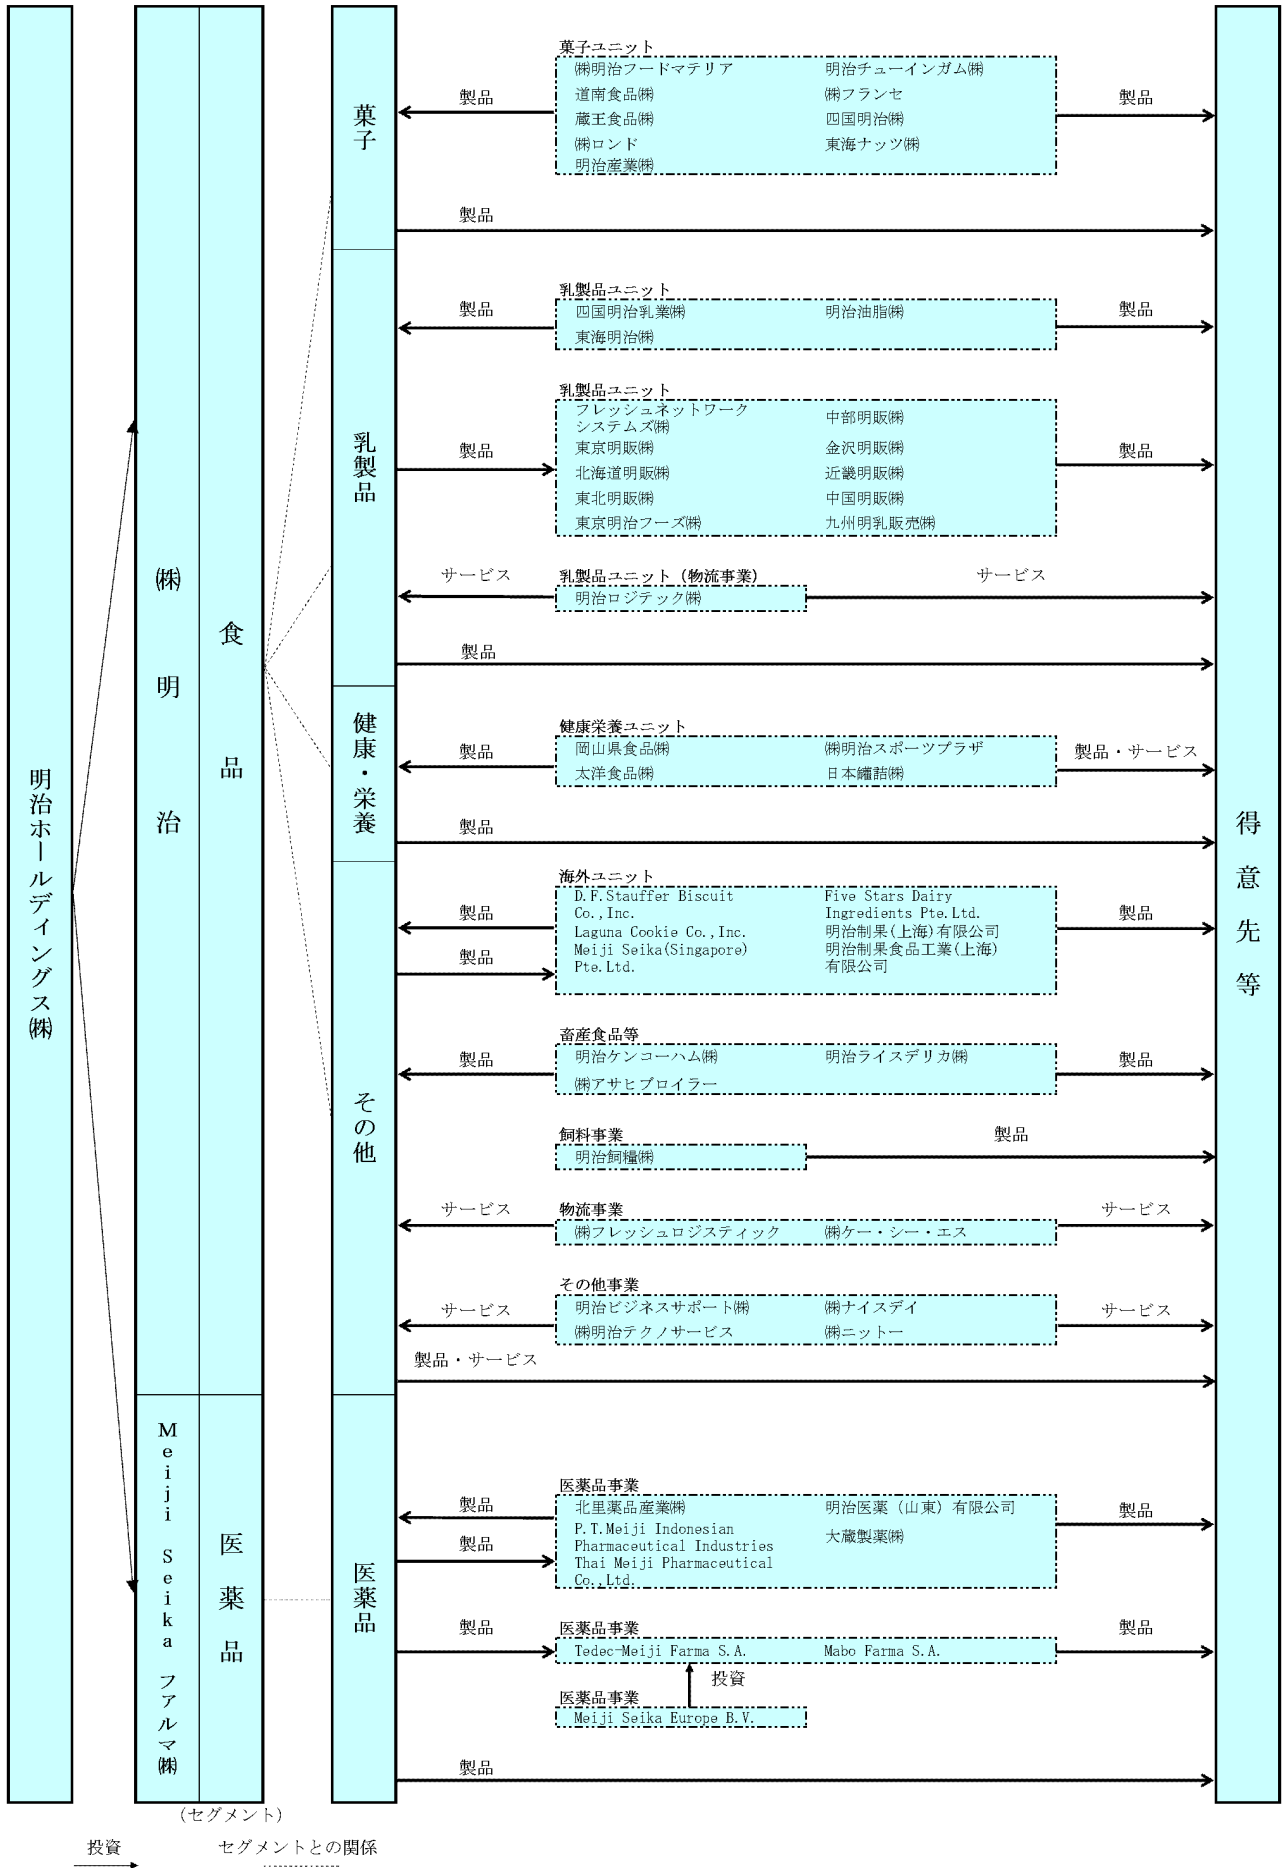 明治ホールディングス㈱
㈱明治
食品
Meiji Seika ファルマ㈱
医薬品
(セグメント)
菓子
乳製品
健康・栄養
その他
医薬品
得意先等
菓子ユニット
㈱明治フードマテリア 明治チューインガム㈱
道南食品㈱ ㈱フランセ
蔵王食品㈱ 四国明治㈱
㈱ロンド 東海ナッツ㈱
明治産業㈱
製品
製品
製品
乳製品ユニット
四国明治乳業㈱ 明治油脂㈱
東海明治㈱
製品
製品
乳製品ユニット
フレッシュネットワーク
システムズ㈱ 中部明販㈱
東京明販㈱ 金沢明販㈱
北海道明販㈱ 近畿明販㈱
東北明販㈱ 中国明販㈱
東京明治フーズ㈱ 九州明乳販売㈱
製品
製品
乳製品ユニット（物流事業）
明治ロジテック㈱
サービス
サービス
製品
健康栄養ユニット
岡山県食品㈱ ㈱明治スポーツプラザ
太洋食品㈱ 日本罐詰㈱
製品
製品・サービス
製品
海外ユニット
D.F.Stauffer Biscuit
Co.,Inc.
Laguna Cookie Co.,Inc.
Meiji Seika(Singapore)
Pte.Ltd.
Five Stars Dairy
Ingredients Pte.Ltd.
明治制果(上海)有限公司
明治制果食品工業(上海)
有限公司
製品
製品
製品
畜産食品等
明治ケンコーハム㈱ 明治ライスデリカ㈱
㈱アサヒブロイラー
製品
製品
飼料事業
明治飼糧㈱
製品
物流事業
㈱フレッシュロジスティック ㈱ケー・シー・エス
サービス
サービス
その他事業
明治ビジネスサポート㈱ ㈱ナイスデイ
㈱明治テクノサービス ㈱ニットー
サービス
サービス
製品・サービス
医薬品事業
北里薬品産業㈱ 明治医薬（山東）有限公司
P.T.Meiji Indonesian
Pharmaceutical Industries
Thai Meiji Pharmaceutical
Co.,Ltd.
大蔵製薬㈱
製品
製品
製品
医薬品事業
Tedec-Meiji Farma S.A. Mabo Farma S.A.
製品
製品
投資
医薬品事業
Meiji Seika Europe B.V.
製品
投資 セグメントとの関係